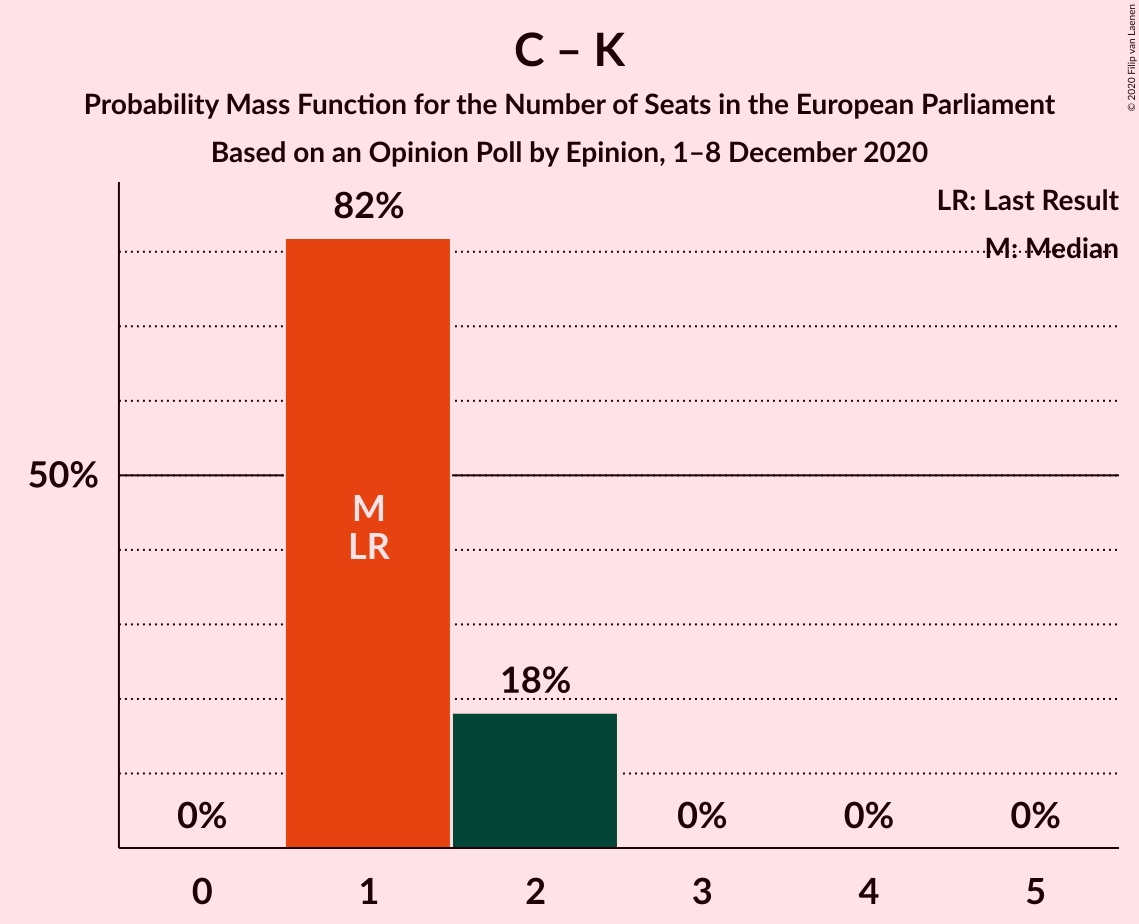 C – K
Probability Mass Function for the Number of Seats in the European Parliament
Based on an Opinion Poll by Epinion, 1–8 December 2020
© 2020 Filip van Laenen
LR: Last Result
M: Median
82%
50%
M
LR
18%
0%
0%
0%
0%
0
1
2
3
4
5